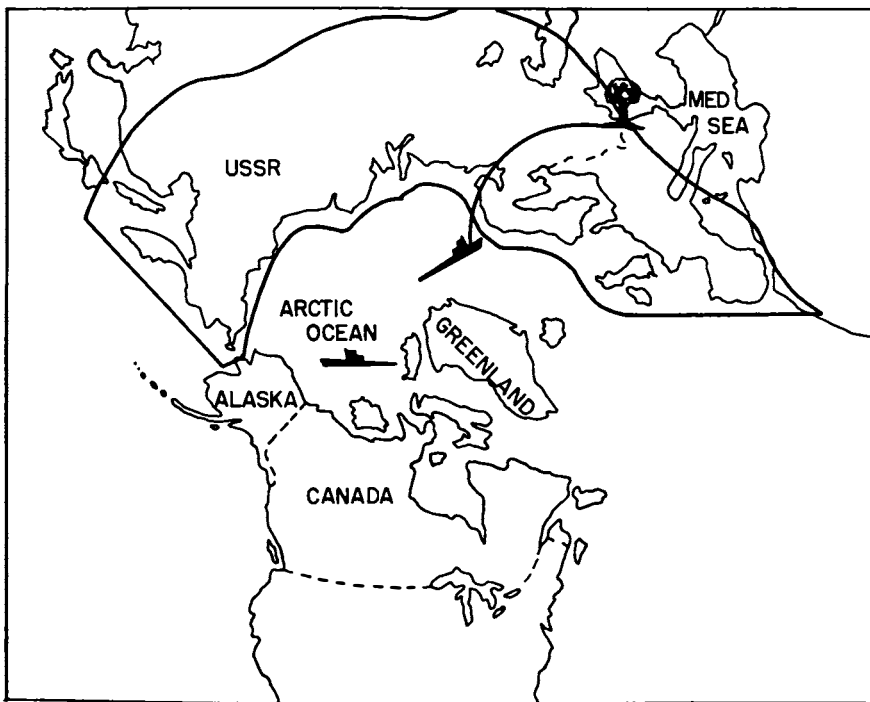 MED
SEA
USSR
ARCTIC
OCEAN
GREENLAND
ALASKA
CANADA